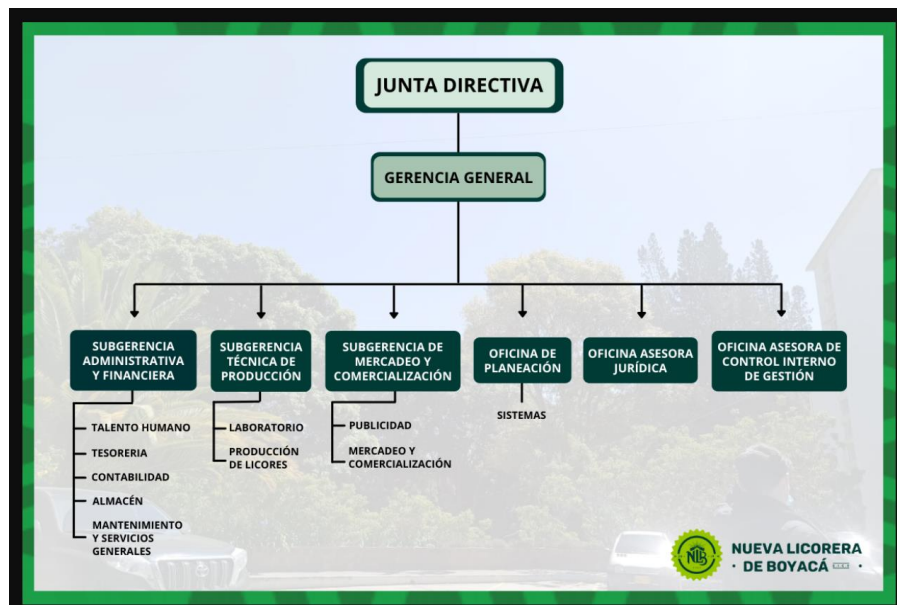 JUNTA DIRECTIVA
GERENCIA GENERAL
SUBGERENCIA
ADMINISTRATIVA
Y FINANCIERA
TALENTO HUMANO
TESORERIA
CONTABILIDAD
ALMACÉN
MANTENIMIENTO
Y SERVICIOS
GENERALES
SUBGERENCIA
TÉCNICA DE
PRODUCCIÓN
LABORATORIO
PRODUCCIÓN
DE LICORES
SUBGERENCIA DE
MERCADEO Y
COMERCIALIZACIÓN
PUBLICIDAD
MERCADEO Y
COMERCIALIZACIÓN
OFICINA DE
PLANEACIÓN
SISTEMAS
OFICINA ASESORA
JURÍDICA
OFICINA ASESORA DE
CONTROL INTERNO
DE GESTIÓN
NLB
NUEVA LICORERA
· DE BOYACÁ ·